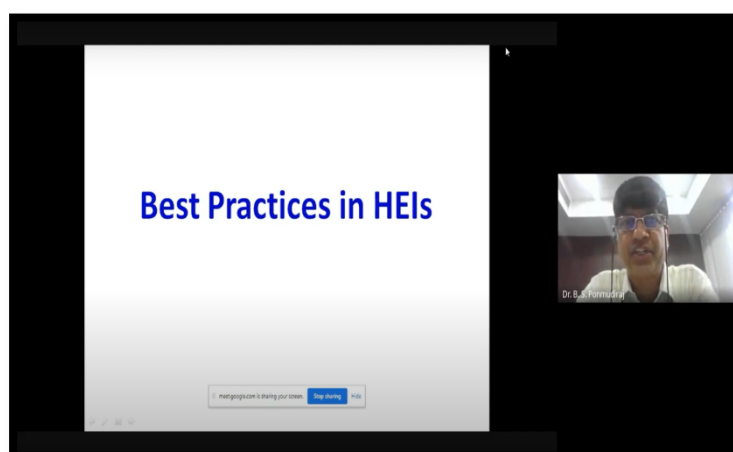 Best Practices in HEIs
Dr. B. S. Ponmudiraj
meet.google.com is sharing your screen. Stop sharing Hide